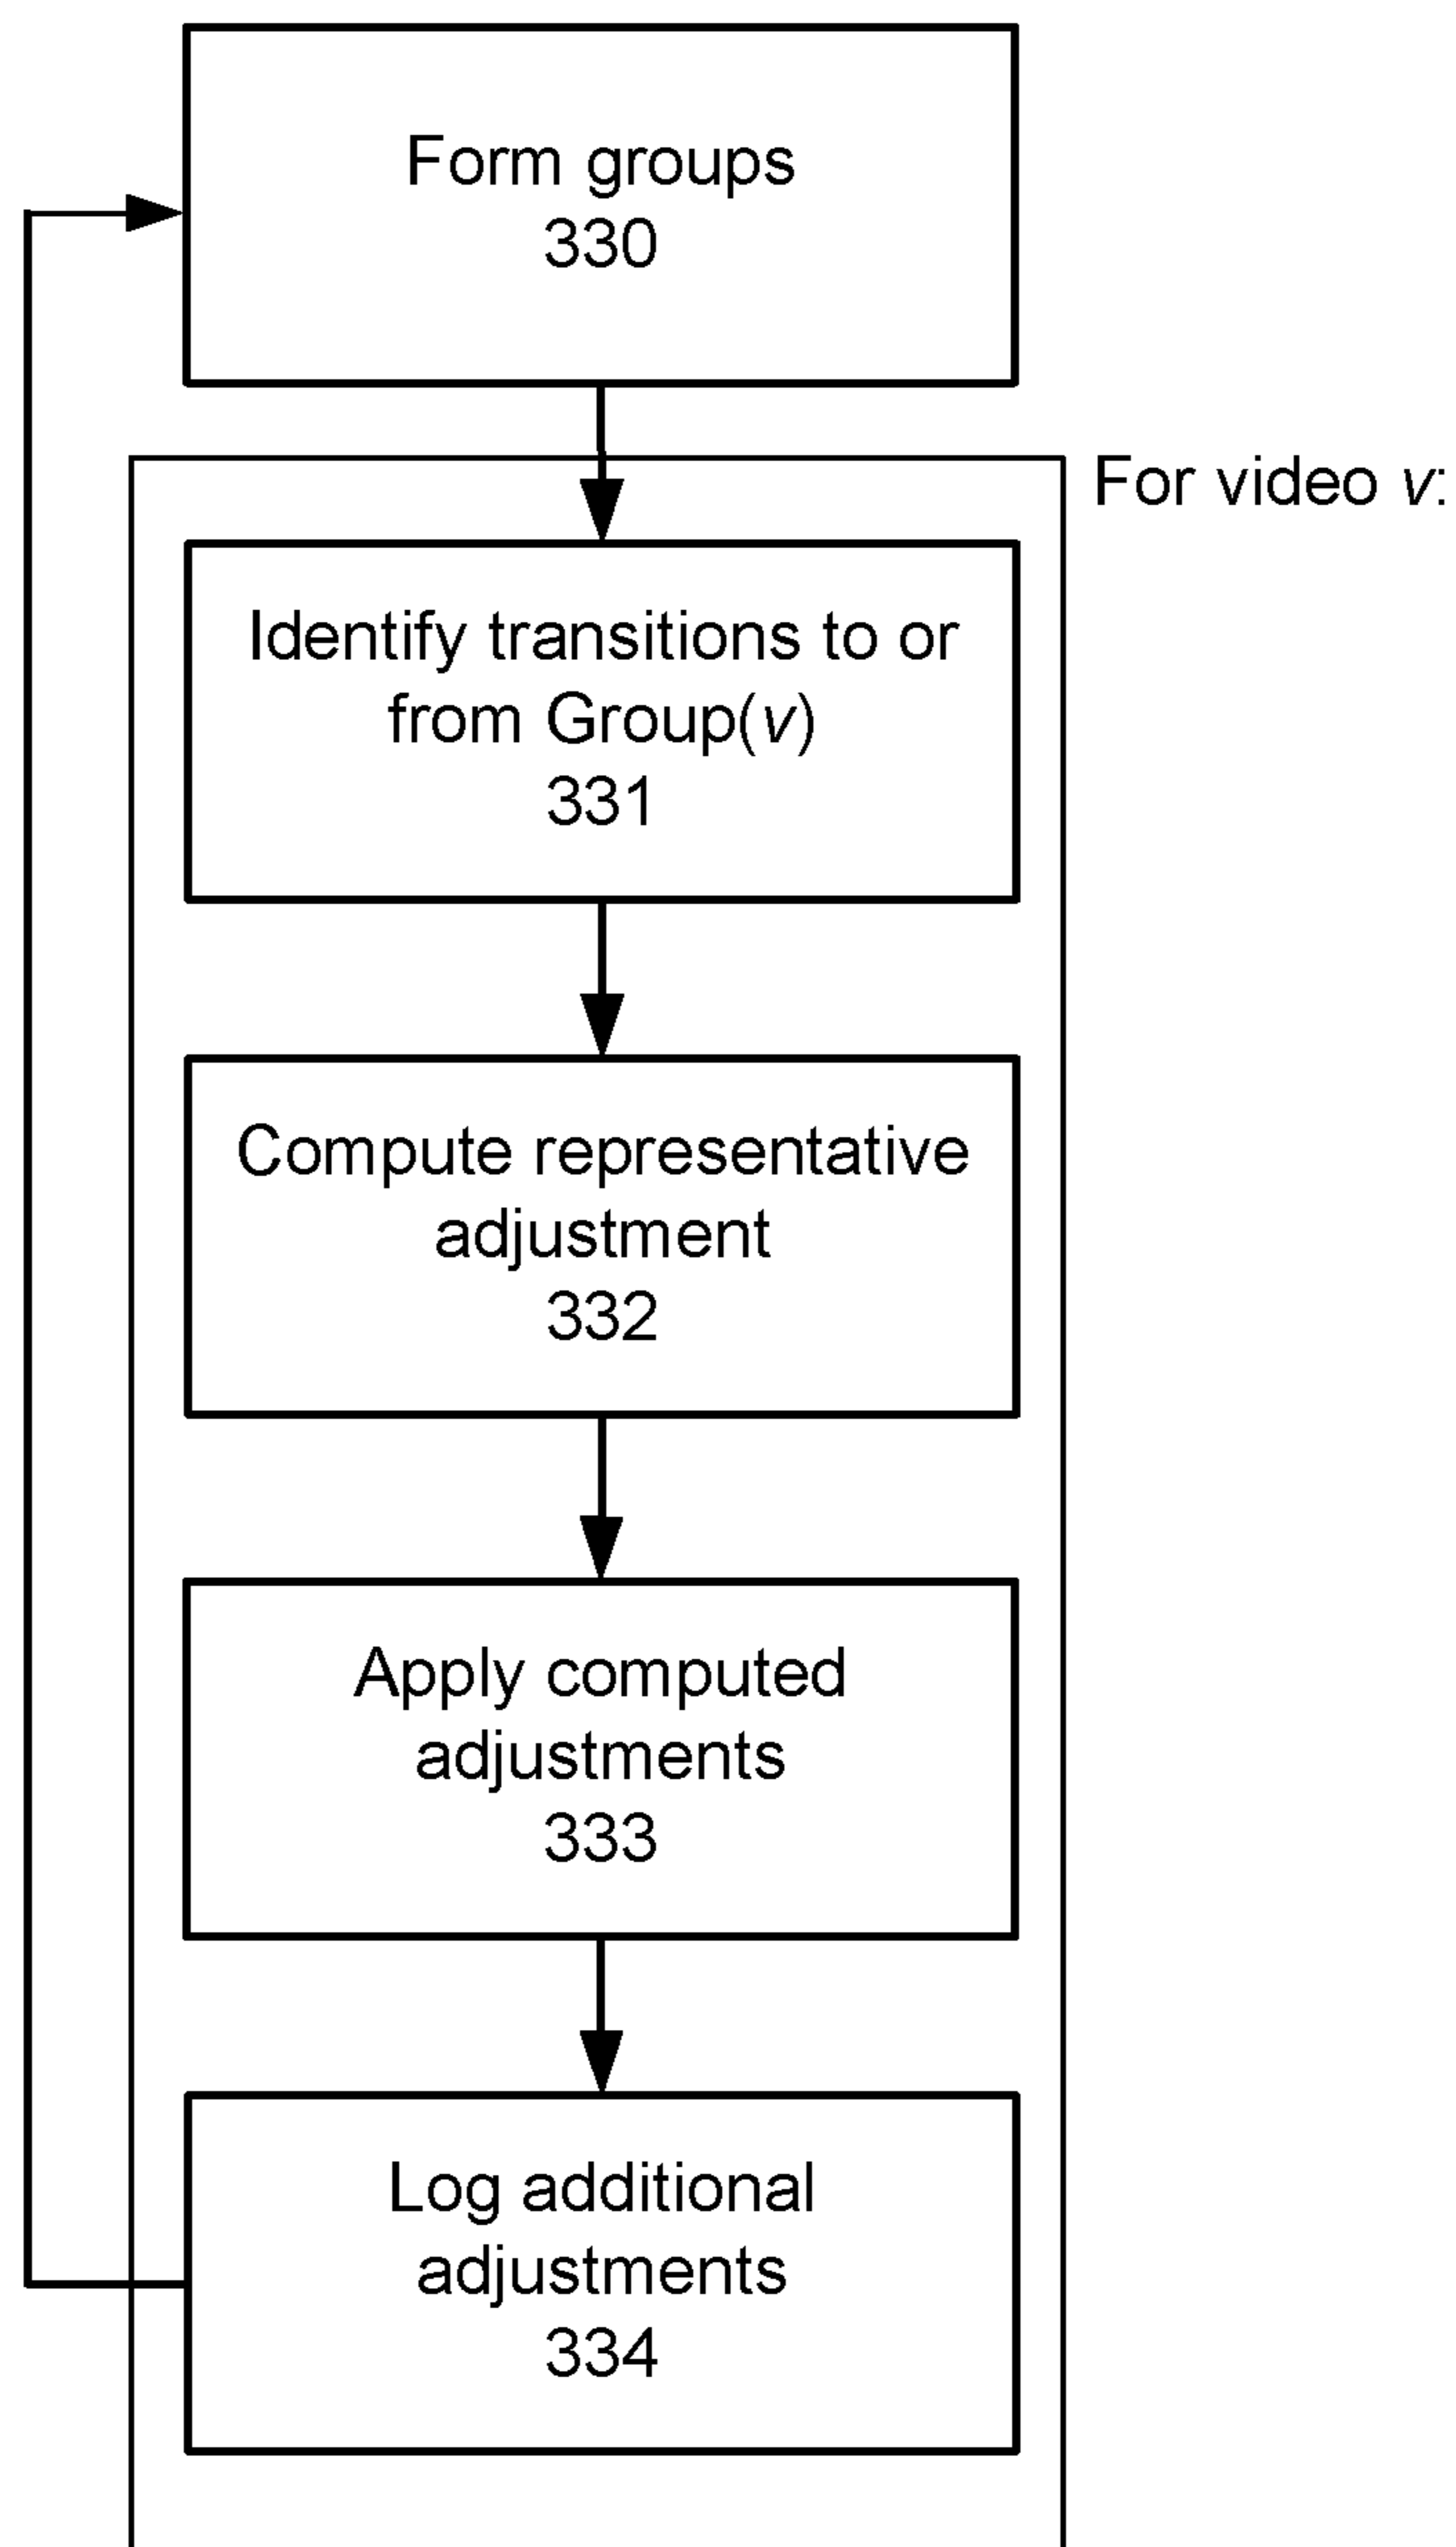 Form groups
330
For video v:
Identify transitions to or
from Group(v)
331
Compute representative
adjustment
332
Apply computed
adjustments
333
Log additional
adjustments
334